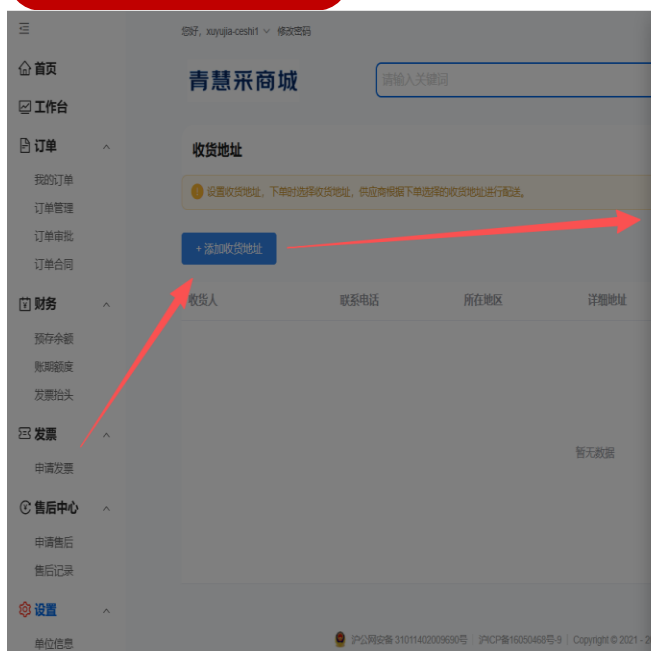 您好，xuyujia-ceshi1 修改密码
首页
青慧采商城
请输入关键词
工作台
订单
收货地址
我的订单
设置收货地址，下单时选择收货地址，供应商根据下单选择的收货地址进行配送。
订单管理
订单审批
+ 添加收货地址
订单合同
财务
收货人 联系电话 所在地区 详细地址
预存余额
账期额度
发票抬头
发票
暂无数据
申请发票
售后中心
申请售后
售后记录
设置
单位信息
沪公网安备 31011402009690号 | 沪ICP备16050468号-9 | Copyright © 2021 - 2